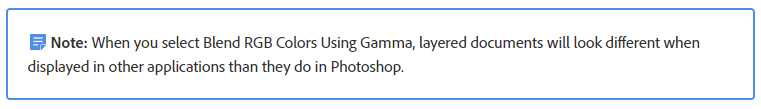 Note: When you select Blend RGB Colors Using Gamma, layered documents will look different when
displayed in other applications than they do in Photoshop.